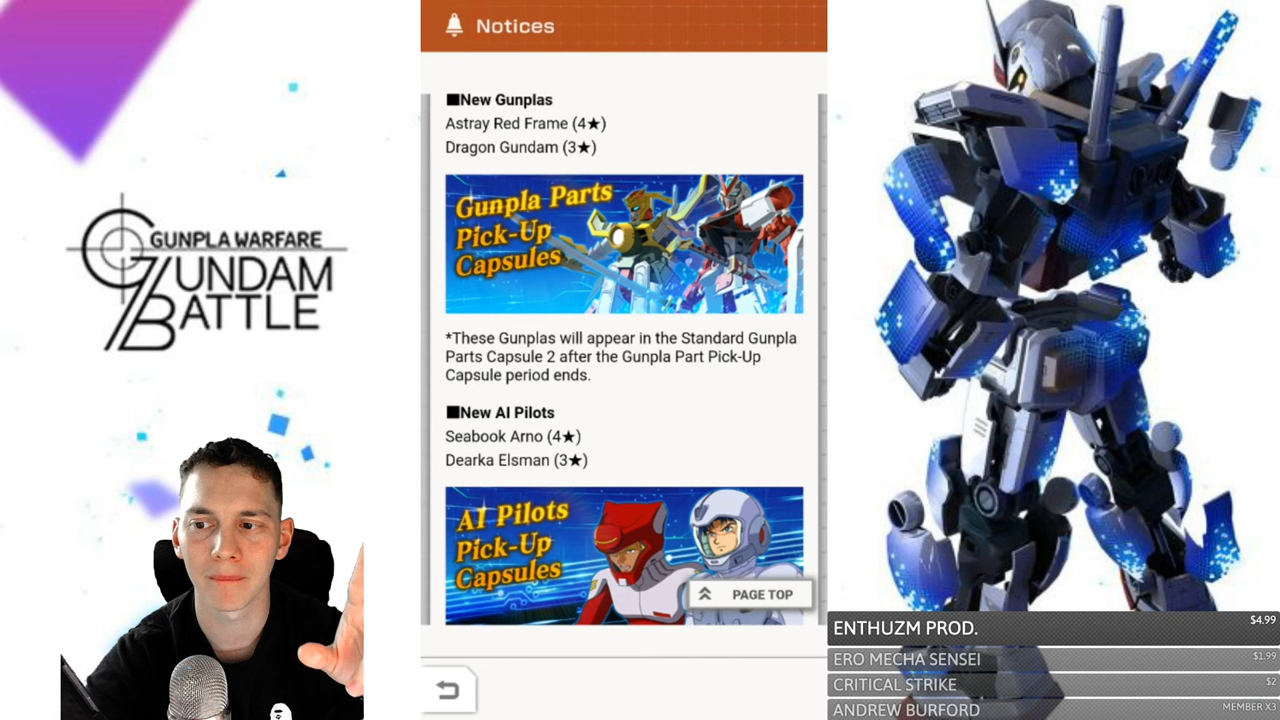 GUNPLA WARFARE
GUNDAM
BATTLE
Notices
■New Gunplas
Astray Red Frame (4★)
Dragon Gundam (3★)
Gunpla Parts
Pick-Up
Capsules
*These Gunplas will appear in the Standard Gunpla
Parts Capsule 2 after the Gunpla Part Pick-Up
Capsule period ends.
■New AI Pilots
Seabook Arno (4★)
Dearka Elsman (3★)
AI Pilots
Pick-Up
Capsules
PAGE TOP
ENTHUZM PROD. $4.99
ERO MECHA SENSEI $1.99
CRITICAL STRIKE $2
ANDREW BURFORD MEMBER X3